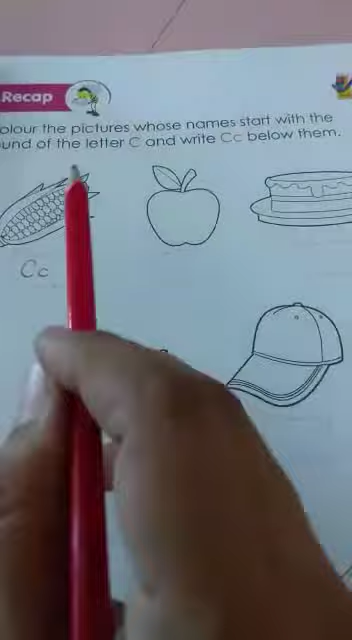 Recap
olour the pictures whose names start with the
und of the letter C and write Cc below them.
Cc